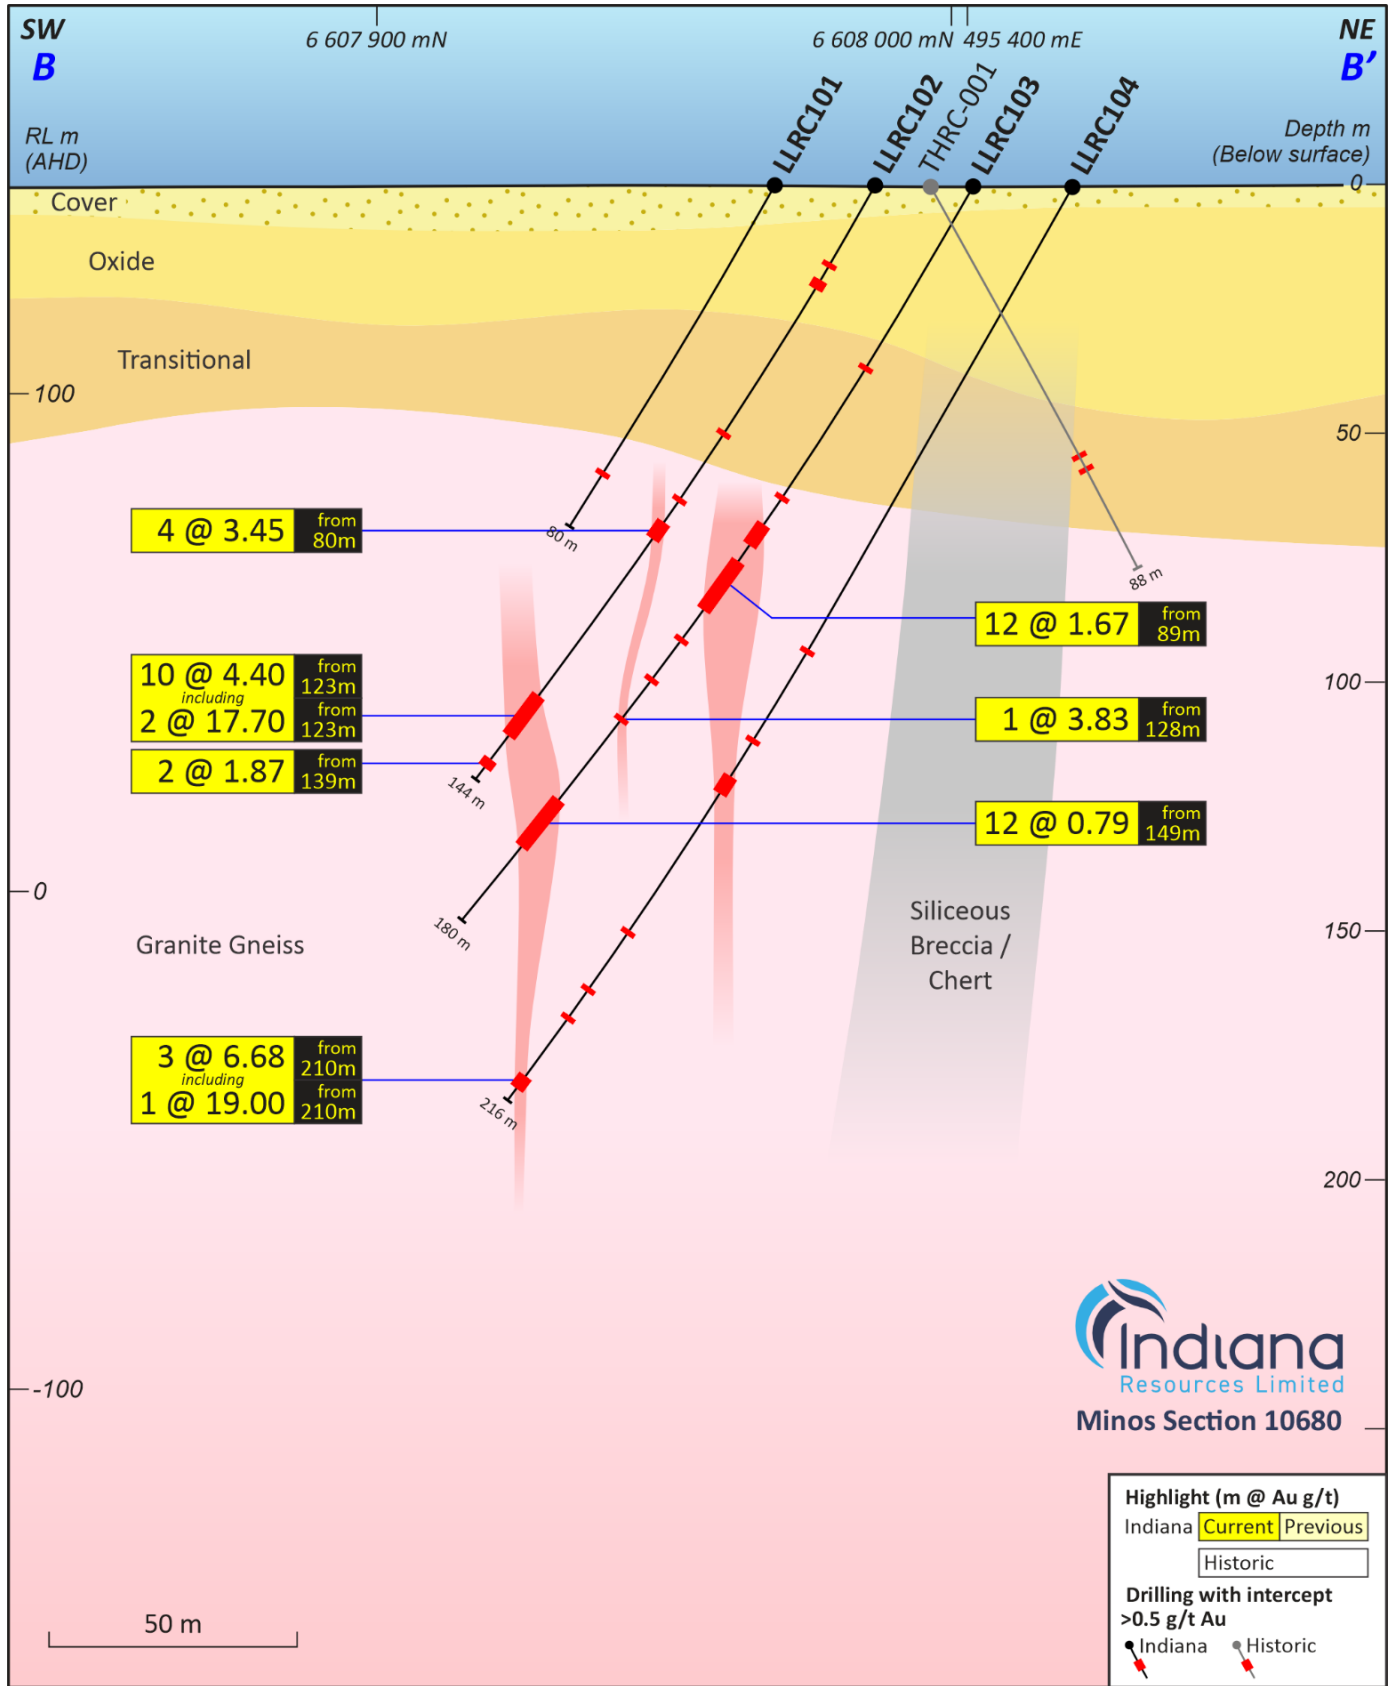 SW
B
6 607 900 mN
6 608 000 mN
495 400 mE
NE
B’
RL m
(AHD)
Depth m
(Below surface)
LLRC101
LLRC102
THRC-001
LLRC103
LLRC104
0
Cover
Oxide
Transitional
100
50
80 m
88 m
4 @ 3.45
from
80m
12 @ 1.67
from
89m
10 @ 4.40
from
123m
including
2 @ 17.70
from
123m
100
1 @ 3.83
from
128m
2 @ 1.87
from
139m
144 m
12 @ 0.79
from
149m
0
180 m
Granite Gneiss
Siliceous
Breccia /
Chert
150
3 @ 6.68
from
210m
including
1 @ 19.00
from
210m
216 m
200
Indiana
Resources Limited
Minos Section 10680
-100
Highlight (m @ Au g/t)
Indiana Current Previous
Historic
Drilling with intercept
>0.5 g/t Au
Indiana Historic
50 m